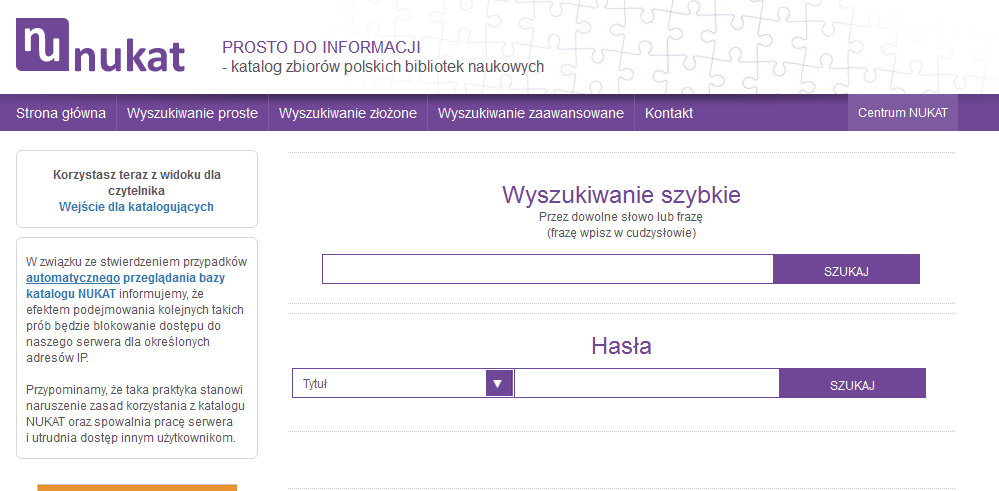 nu nukat
PROSTO DO INFORMACJI
- katalog zbiorów polskich bibliotek naukowych
Strona główna Wyszukiwanie proste Wyszukiwanie złożone Wyszukiwanie zaawansowane Kontakt Centrum NUKAT
Korzystasz teraz z widoku dla
czytelnika
Wejście dla katalogujących
W związku ze stwierdzeniem przypadków
automatycznego przeglądania bazy
katalogu NUKAT informujemy, że
efektem podejmowania kolejnych takich
prób będzie blokowanie dostępu do
naszego serwera dla określonych
adresów IP.
Przypominamy, że taka praktyka stanowi
naruszenie zasad korzystania z katalogu
NUKAT oraz spowalnia pracę serwera
i utrudnia dostęp innym użytkownikom.
Wyszukiwanie szybkie
Przez dowolne słowo lub frazę
(frazę wpisz w cudzysłowie)
SZUKAJ
Hasła
Tytuł SZUKAJ